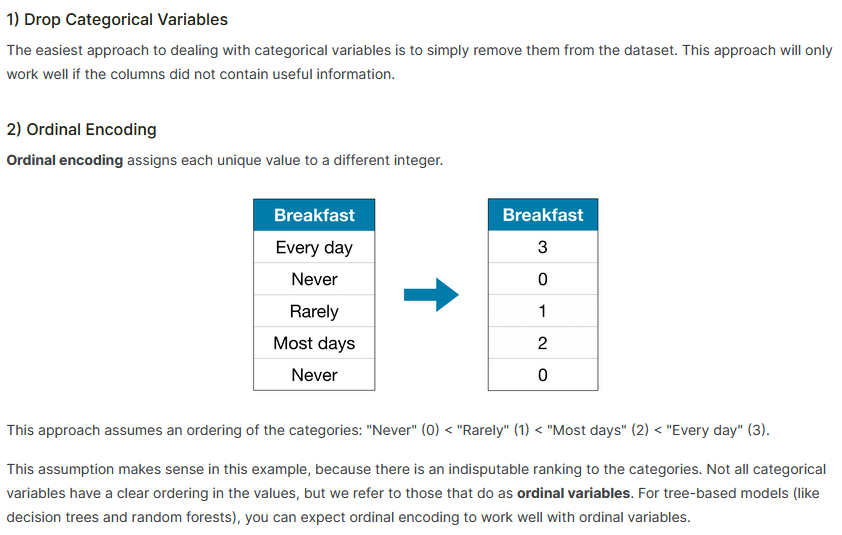 1) Drop Categorical Variables
The easiest approach to dealing with categorical variables is to simply remove them from the dataset. This approach will only
work well if the columns did not contain useful information.
2) Ordinal Encoding
Ordinal encoding assigns each unique value to a different integer.
Breakfast Breakfast
Every day 3
Never 0
Rarely 1
Most days 2
Never 0
This approach assumes an ordering of the categories: "Never" (0) < "Rarely" (1) < "Most days" (2) < "Every day" (3).
This assumption makes sense in this example, because there is an indisputable ranking to the categories. Not all categorical
variables have a clear ordering in the values, but we refer to those that do as ordinal variables. For tree-based models (like
decision trees and random forests), you can expect ordinal encoding to work well with ordinal variables.